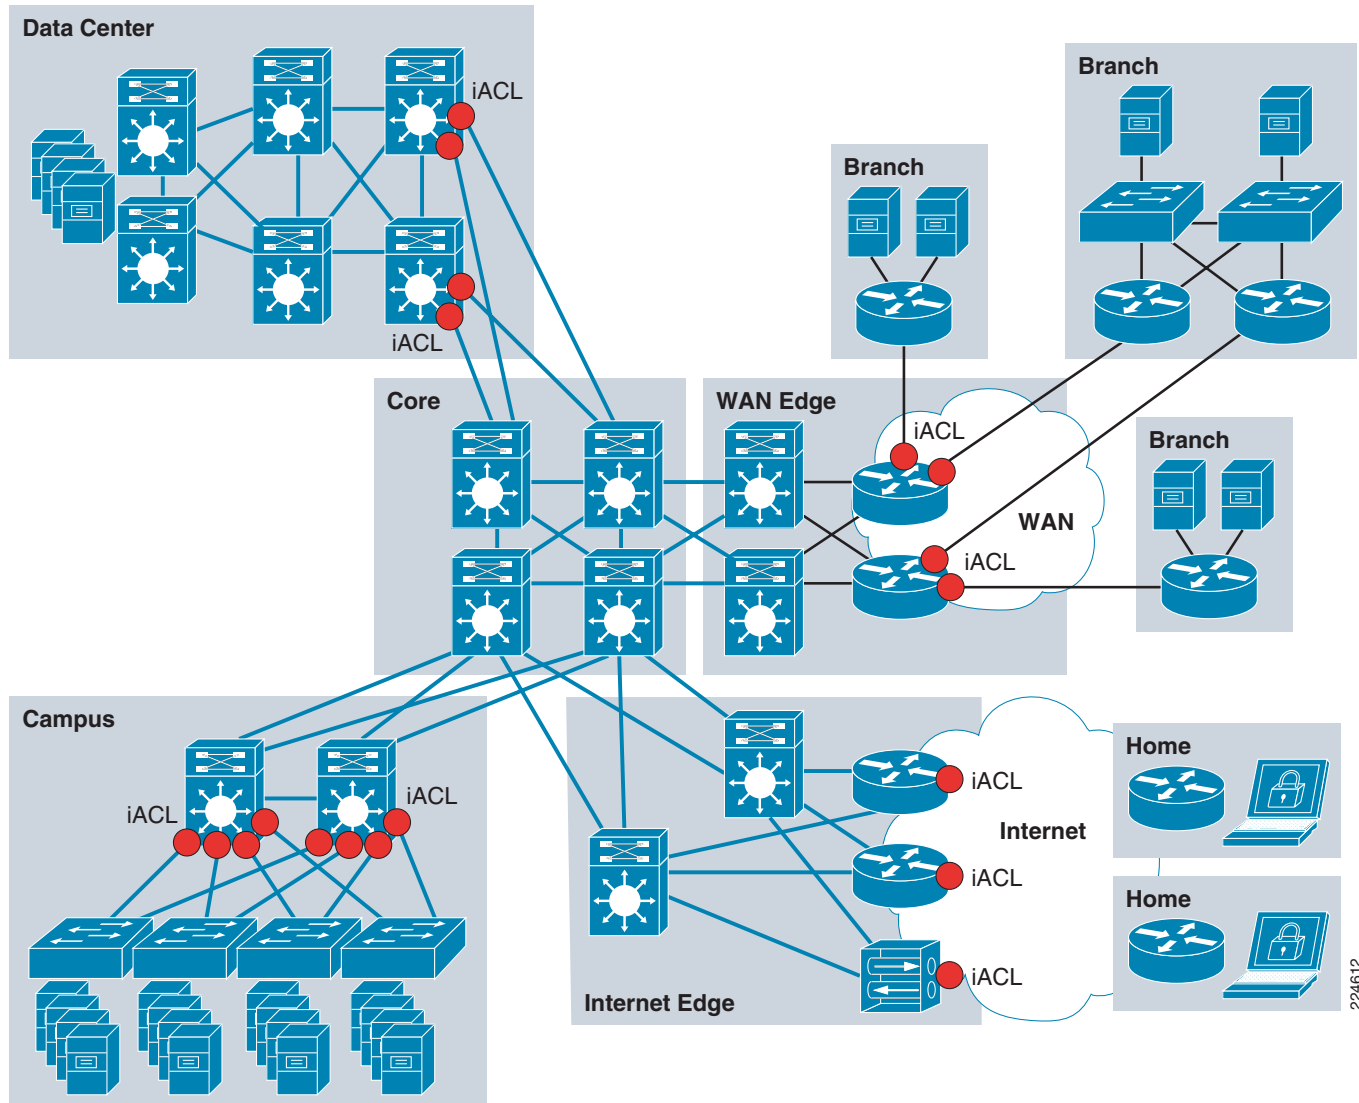 Data Center
iACL
iACL
Branch
Branch
Core
WAN Edge
iACL
WAN
iACL
Branch
Campus
iACL
iACL
Internet Edge
iACL
Internet
iACL
iACL
Home
Home
224612